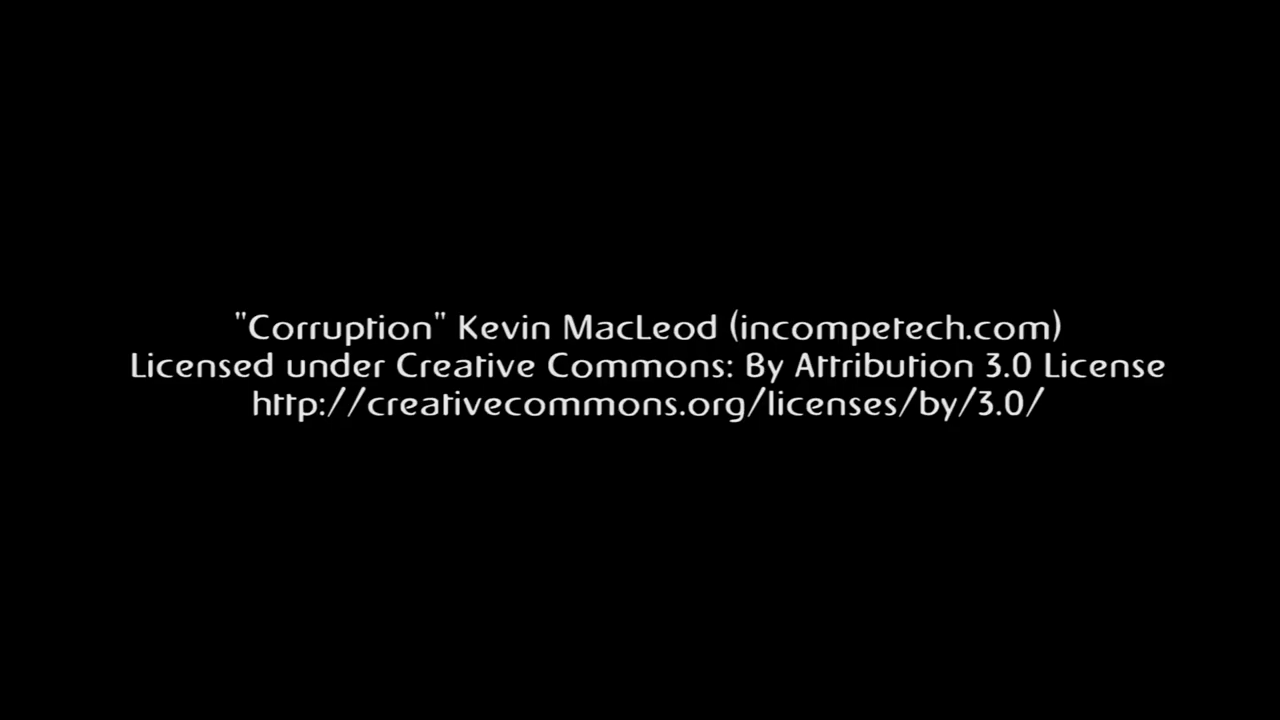 "Corruption" Kevin MacLeod (incompetech.com)
Licensed under Creative Commons: By Attribution 3.0 License
http://creativecommons.org/licenses/by/3.0/